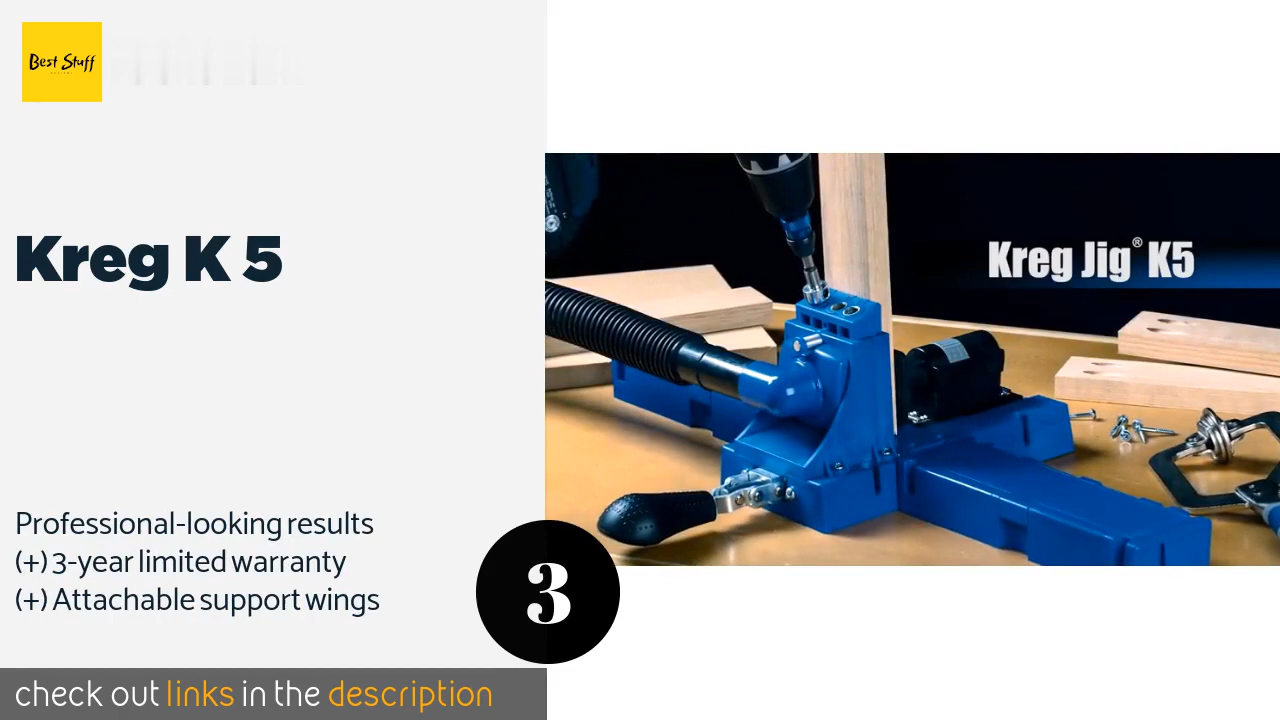 Best Stuff
Kreg K 5
Kreg Jig® K5
Professional-looking results
(+) 3-year limited warranty
(+) Attachable support wings
3
check out links in the description